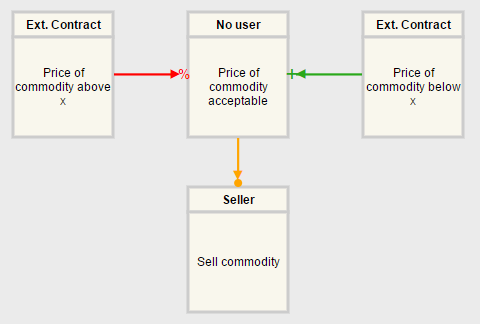 Ext. Contract
Price of
commodity above
x
%
No user
Price of
commodity
acceptable
+
Ext. Contract
Price of
commodity below
x
Seller
Sell commodity